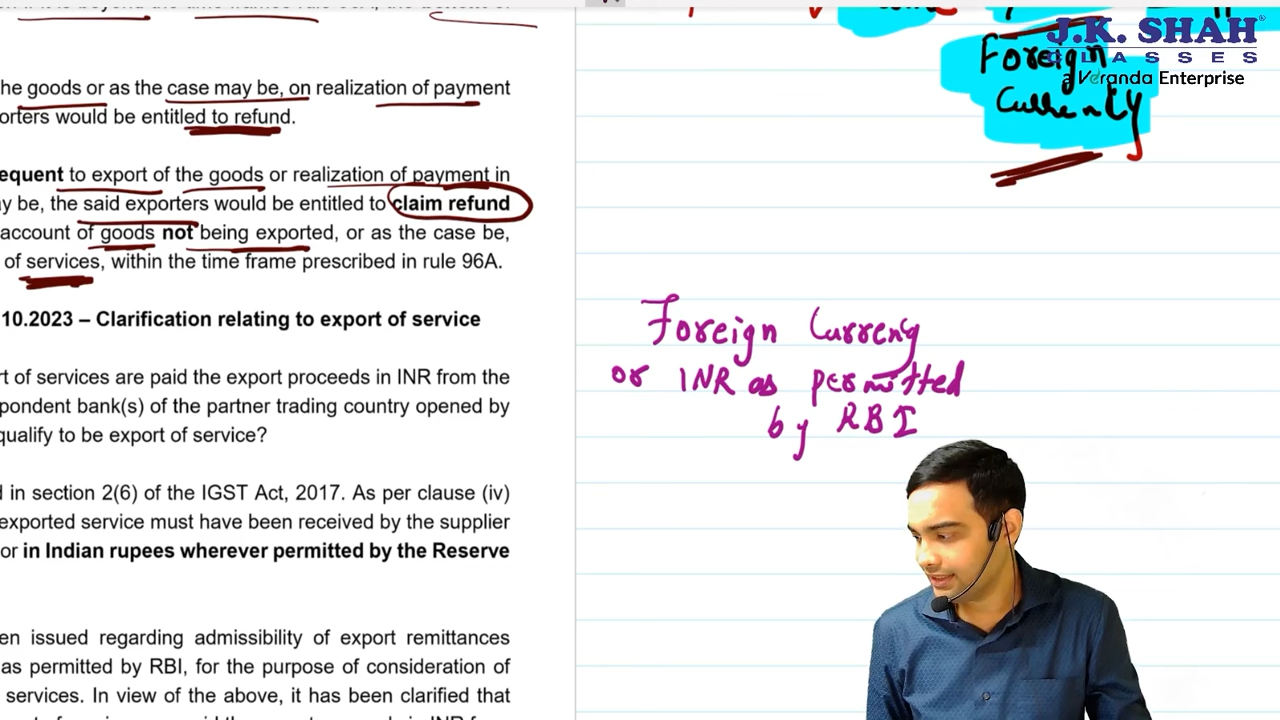 he goods or as the case may be, on realization of payment
orters would be entitled to refund.
equent to export of the goods or realization of payment in
y be, the said exporters would be entitled to claim refund
account of goods not being exported, or as the case be,
of services, within the time frame prescribed in rule 96A.
10.2023 – Clarification relating to export of service
rt of services are paid the export proceeds in INR from the
pondent bank(s) of the partner trading country opened by
qualify to be export of service?
d in section 2(6) of the IGST Act, 2017. As per clause (iv)
exported service must have been received by the supplier
or in Indian rupees wherever permitted by the Reserve
en issued regarding admissibility of export remittances
as permitted by RBI, for the purpose of consideration of
services. In view of the above, it has been clarified that
J.K. SHAH
CLASSES
a Veranda Enterprise
Foreign
Currency
Foreign Currency
or INR as permitted
by RBI